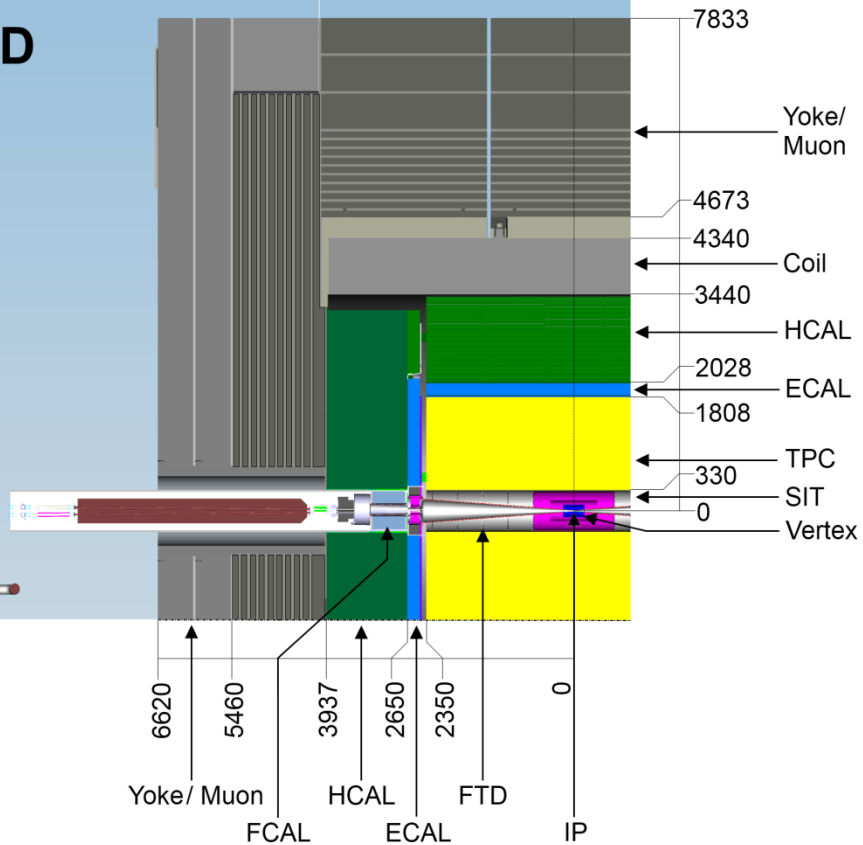 D
7833
Yoke/
Muon
4673
4340
Coil
3440
HCAL
2028
ECAL
1808
TPC
330
SIT
0
Vertex
6620
5460
3937
2650
2350
0
Yoke/ Muon
HCAL
FTD
FCAL
ECAL
IP